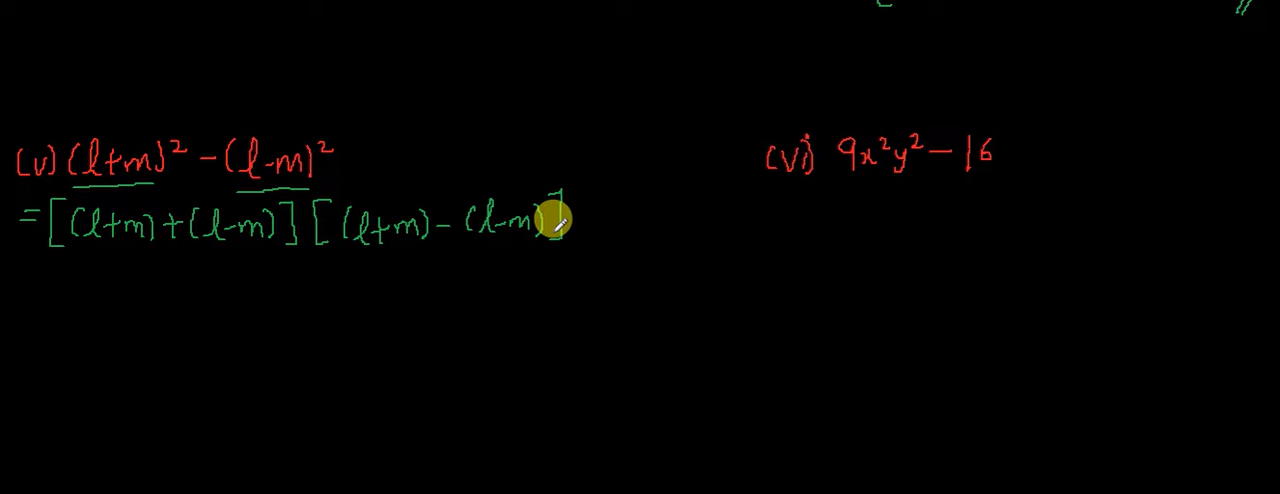 (v) (l+m)² - (l-m)²
= [(l+m) + (l-m)] [(l+m) - (l-m)]
(vi) 9x²y² - 16